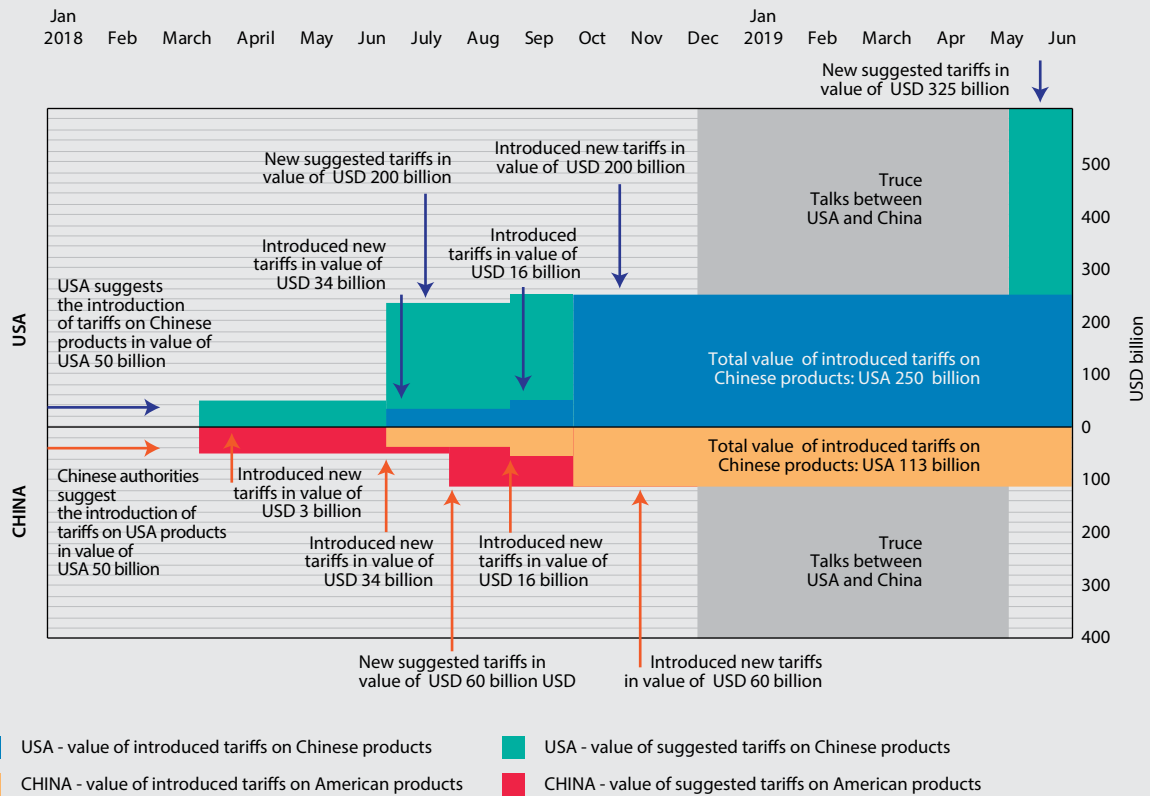 Jan
2018 Feb March April May Jun July Aug Sep Oct Nov Dec
Jan
2019 Feb March Apr May Jun
New suggested tariffs in
value of USD 325 billion
New suggested tariffs in
value of USD 200 billion
Introduced new tariffs in
value of USD 200 billion
Introduced new
tariffs in value of
USD 34 billion
Introduced
tariffs in value of
USD 16 billion
Truce
Talks between
USA and China
USA suggests
the introduction
of tariffs on Chinese
products in value of
USA 50 billion
USA
Total value of introduced tariffs on
Chinese products: USA 250 billion
500
400
300
200
100
0
100
200
300
400
USD billion
Total value of introduced tariffs on
Chinese products: USA 113 billion
CHINA
Chinese authorities
suggest
the introduction of
tariffs on USA products
in value of
USA 50 billion
Introduced new
tariffs in value of
USD 3 billion
Introduced new
tariffs in value of
USD 34 billion
Introduced new
tariffs in value of
USD 16 billion
Truce
Talks between
USA and China
New suggested tariffs in
value of USD 60 billion USD
Introduced new tariffs
in value of USD 60 billion
USA - value of introduced tariffs on Chinese products
USA - value of suggested tariffs on Chinese products
CHINA - value of introduced tariffs on American products
CHINA - value of suggested tariffs on American products